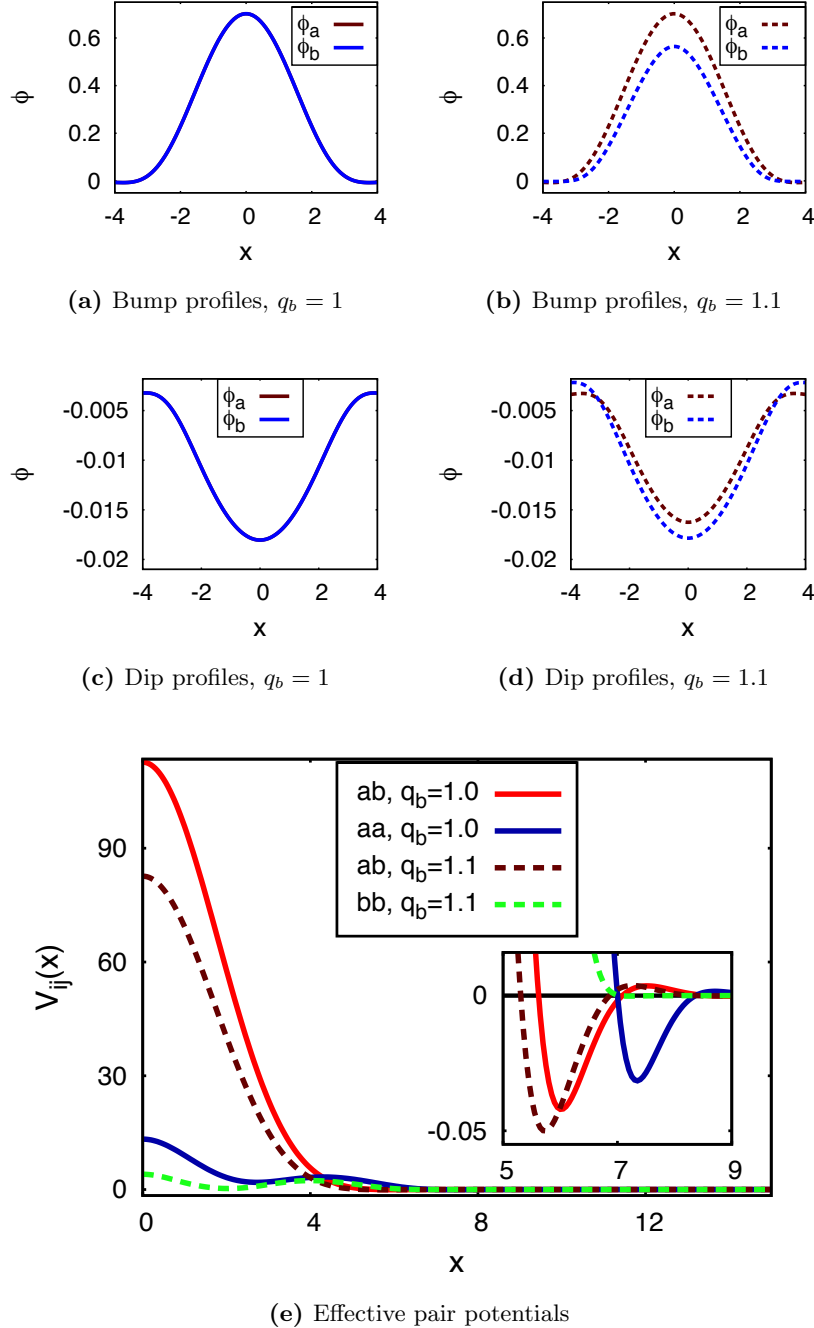 ϕ
0.6
0.4
0.2
0
-4
-2
0
2
4
x
ϕa
ϕb
(a) Bump profiles, qb = 1
ϕ
0.6
0.4
0.2
0
-4
-2
0
2
4
x
ϕa
ϕb
(b) Bump profiles, qb = 1.1
ϕ
-0.005
-0.01
-0.015
-0.02
-4
-2
0
2
4
x
ϕa
ϕb
(c) Dip profiles, qb = 1
ϕ
-0.005
-0.01
-0.015
-0.02
-4
-2
0
2
4
x
ϕa
ϕb
(d) Dip profiles, qb = 1.1
Vij(x)
90
60
30
0
0
4
8
12
x
ab, qb=1.0
aa, qb=1.0
ab, qb=1.1
bb, qb=1.1
0
-0.05
5
7
9
(e) Effective pair potentials